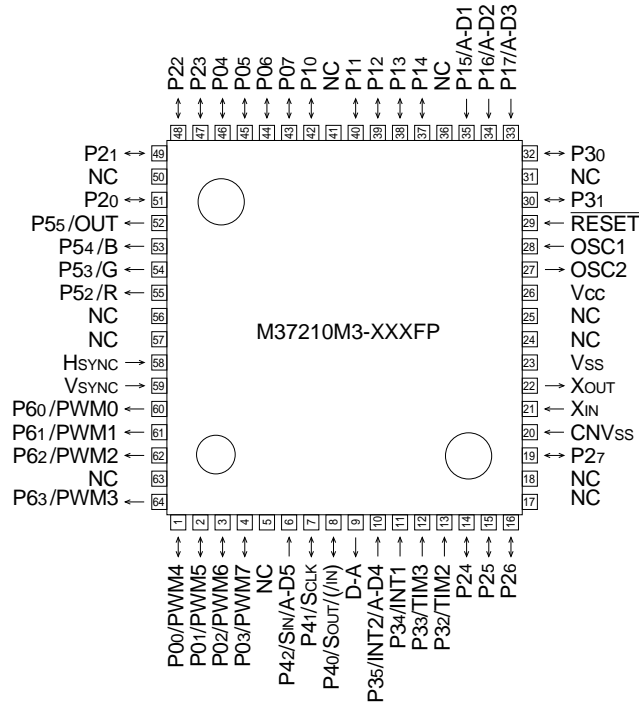 P22
P23
P04
P05
P06
P07
P10
NC
P11
P12
P13
P14
NC
P15/A-D1
P16/A-D2
P17/A-D3
48
47
46
45
44
43
42
41
40
39
38
37
36
35
34
33
P21 49
NC 50
P20 51
P55/OUT 52
P54/B 53
P53/G 54
P52/R 55
NC 56
NC 57
HSYNC 58
VSYNC 59
P60/PWM0 60
P61/PWM1 61
P62/PWM2 62
NC 63
P63/PWM3 64
M37210M3-XXXFP
32 P30
31 NC
30 P31
29 RESET
28 OSC1
27 OSC2
26 VCC
25 NC
24 NC
23 VSS
22 XOUT
21 XIN
20 CNVSS
19 P27
18 NC
17 NC
1
2
3
4
5
6
7
8
9
10
11
12
13
14
15
16
P00/PWM4
P01/PWM5
P02/PWM6
P03/PWM7
NC
P42/SIN/A-D5
P41/SCLK
P40/SOUT/(/IN)
D-A
P35/INT2/A-D4
P34/INT1
P33/TIM3
P32/TIM2
P24
P25
P26